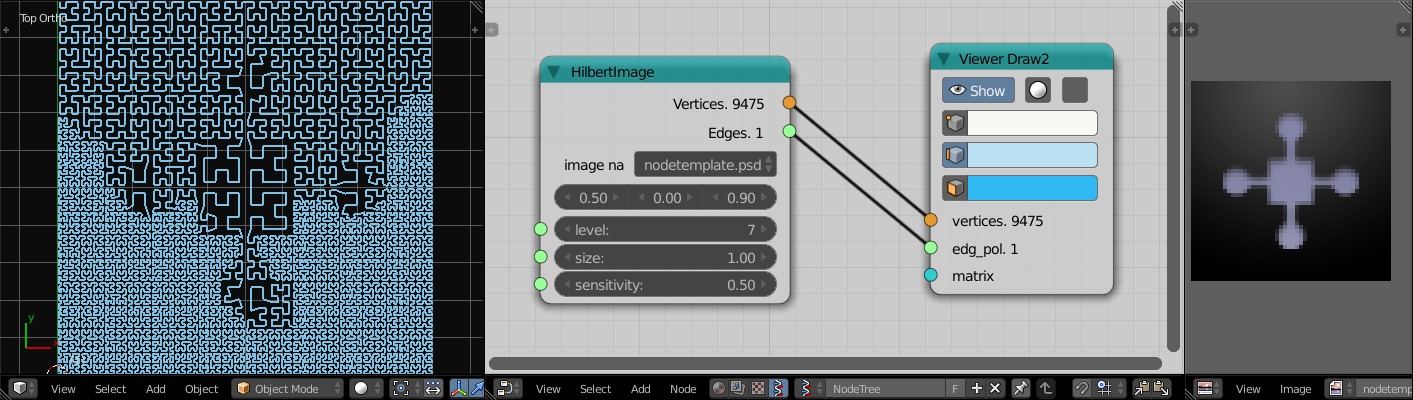 Top Ortho
y
HilbertImage
Vertices. 9475
Edges. 1
image na nodetemplate.psd
0.50 0.00 0.90
level: 7
size: 1.00
sensitivity: 0.50
Viewer Draw2
Show
vertices. 9475
edg_pol. 1
matrix
View Select Add Object Object Mode
View Select Add Node NodeTree F
View Image nodetemp